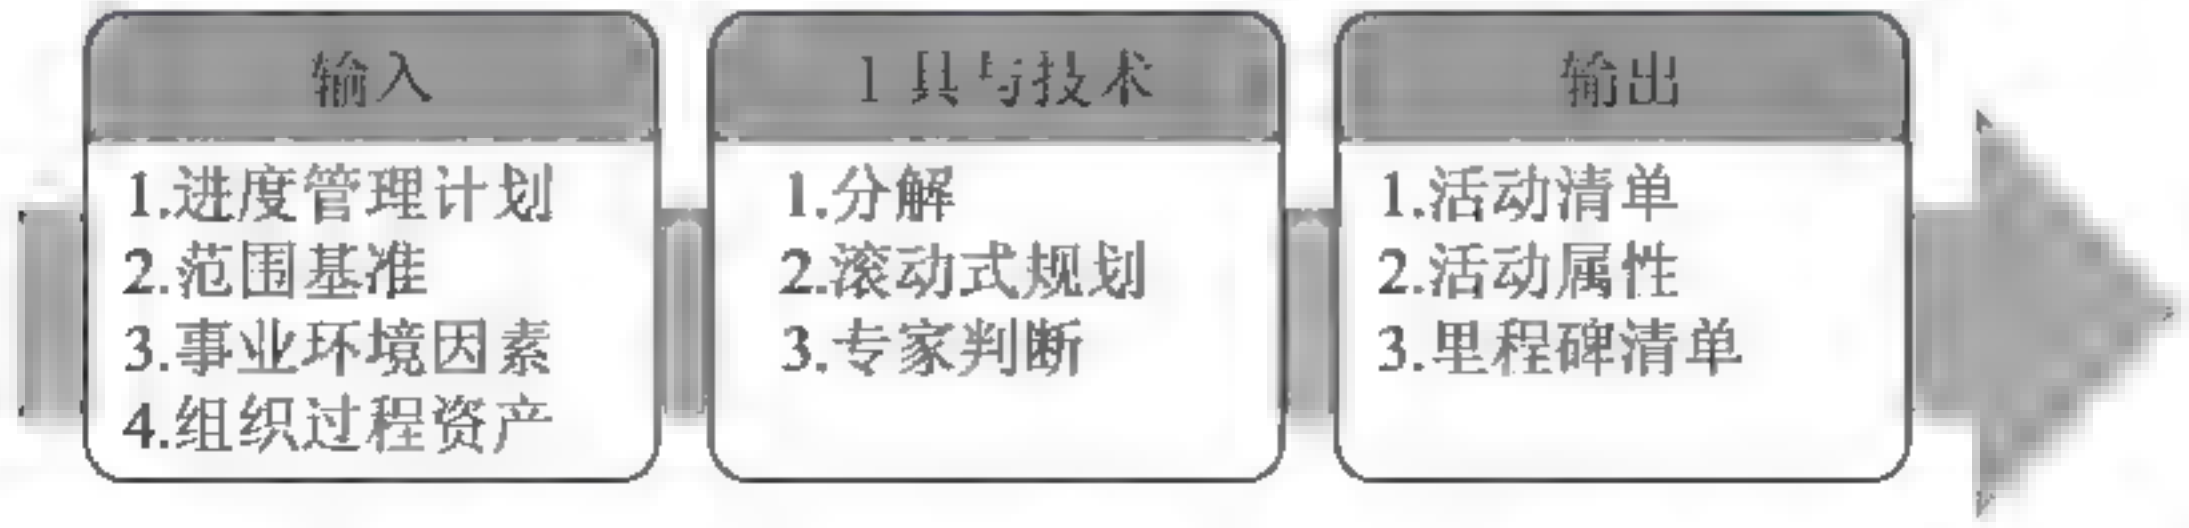 输入
1.进度管理计划
2.范围基准
3.事业环境因素
4.组织过程资产
工具与技术
1.分解
2.滚动式规划
3.专家判断
输出
1.活动清单
2.活动属性
3.里程碑清单